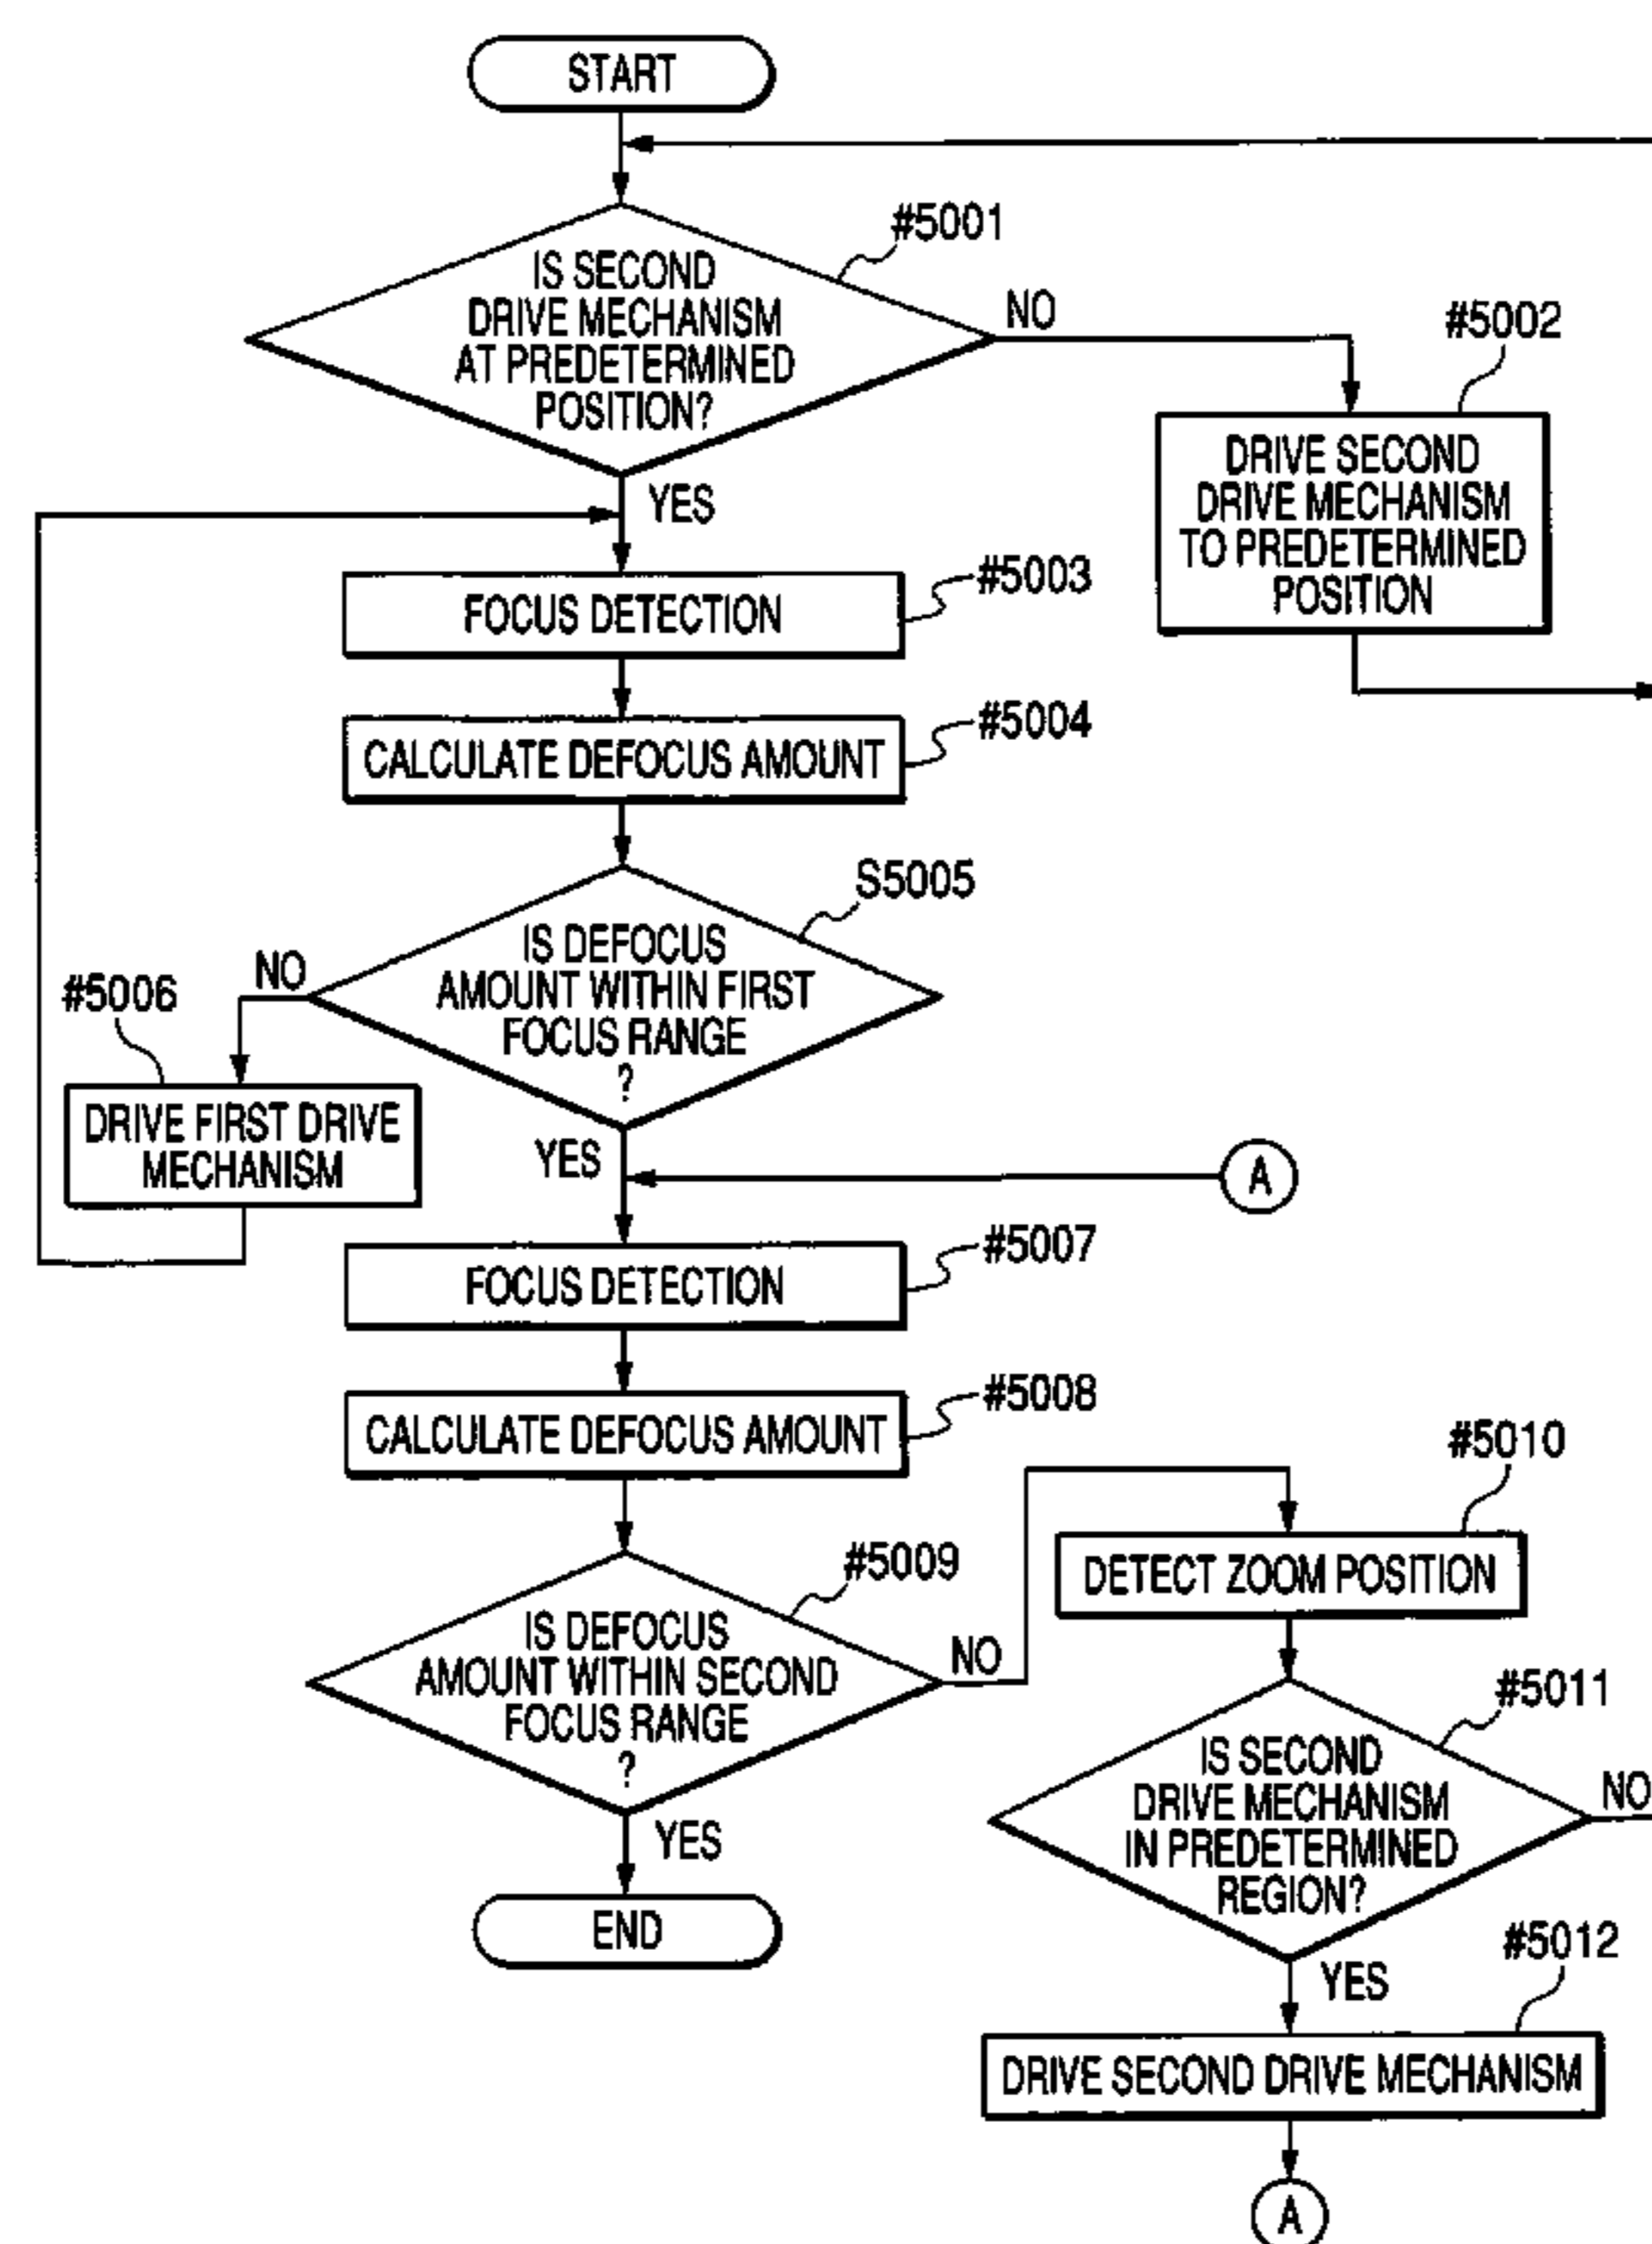 START
#5001
IS SECOND
DRIVE MECHANISM
AT PREDETERMINED
POSITION?
NO
#5002
DRIVE SECOND
DRIVE MECHANISM
TO PREDETERMINED
POSITION
YES
#5003
FOCUS DETECTION
#5004
CALCULATE DEFOCUS AMOUNT
S5005
IS DEFOCUS
AMOUNT WITHIN FIRST
FOCUS RANGE
?
NO
#5006
DRIVE FIRST DRIVE
MECHANISM
YES
A
#5007
FOCUS DETECTION
#5008
CALCULATE DEFOCUS AMOUNT
#5009
IS DEFOCUS
AMOUNT WITHIN SECOND
FOCUS RANGE
?
NO
YES
END
#5010
DETECT ZOOM POSITION
#5011
IS SECOND
DRIVE MECHANISM
IN PREDETERMINED
REGION?
NO
YES
#5012
DRIVE SECOND DRIVE MECHANISM
A